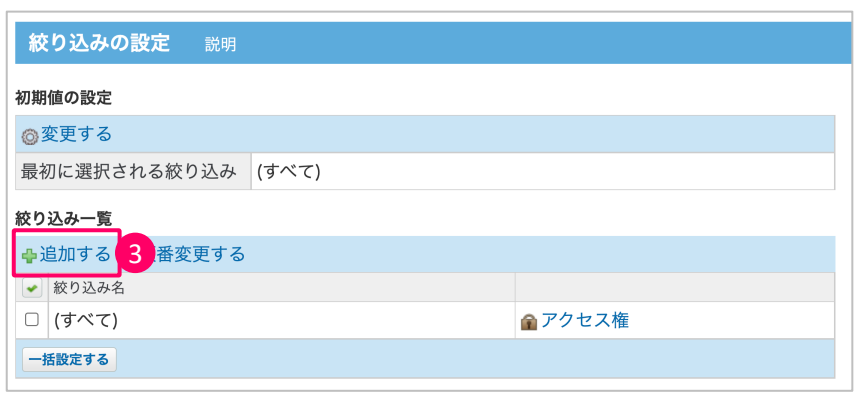 絞り込みの設定 説明
初期値の設定
変更する
最初に選択される絞り込み (すべて)
絞り込み一覧
追加する 3 番変更する
絞り込み名
(すべて) アクセス権
一括設定する